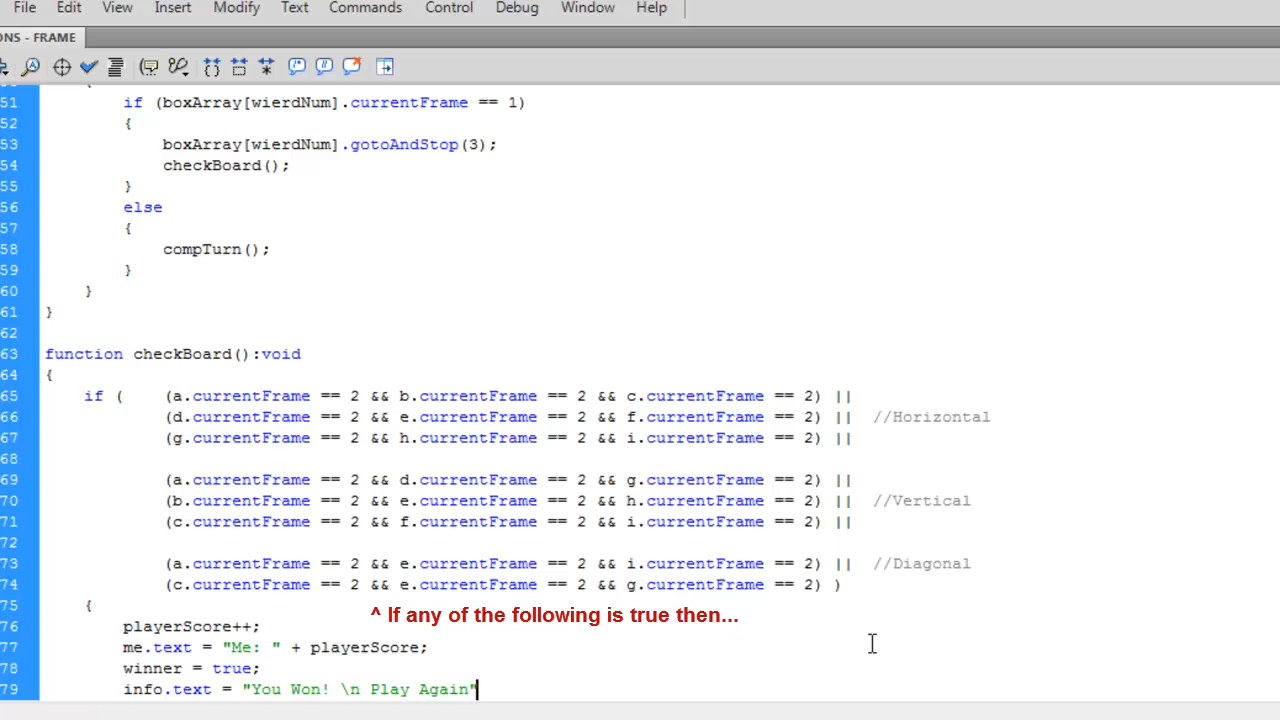 File Edit View Insert Modify Text Commands Control Debug Window Help
ONS - FRAME
51 if (boxArray[wierdNum].currentFrame == 1)
52 {
53 boxArray[wierdNum].gotoAndStop(3);
54 checkBoard();
55 }
56 else
57 {
58 compTurn();
59 }
60 }
61 }
62
63 function checkBoard():void
64 {
65 if ( (a.currentFrame == 2 && b.currentFrame == 2 && c.currentFrame == 2) ||
66 (d.currentFrame == 2 && e.currentFrame == 2 && f.currentFrame == 2) || //Horizontal
67 (g.currentFrame == 2 && h.currentFrame == 2 && i.currentFrame == 2) ||
68
69 (a.currentFrame == 2 && d.currentFrame == 2 && g.currentFrame == 2) ||
70 (b.currentFrame == 2 && e.currentFrame == 2 && h.currentFrame == 2) || //Vertical
71 (c.currentFrame == 2 && f.currentFrame == 2 && i.currentFrame == 2) ||
72
73 (a.currentFrame == 2 && e.currentFrame == 2 && i.currentFrame == 2) || //Diagonal
74 (c.currentFrame == 2 && e.currentFrame == 2 && g.currentFrame == 2) )
75 {
^ If any of the following is true then...
76 playerScore++;
77 me.text = "Me: " + playerScore;
78 winner = true;
79 info.text = "You Won! \n Play Again"